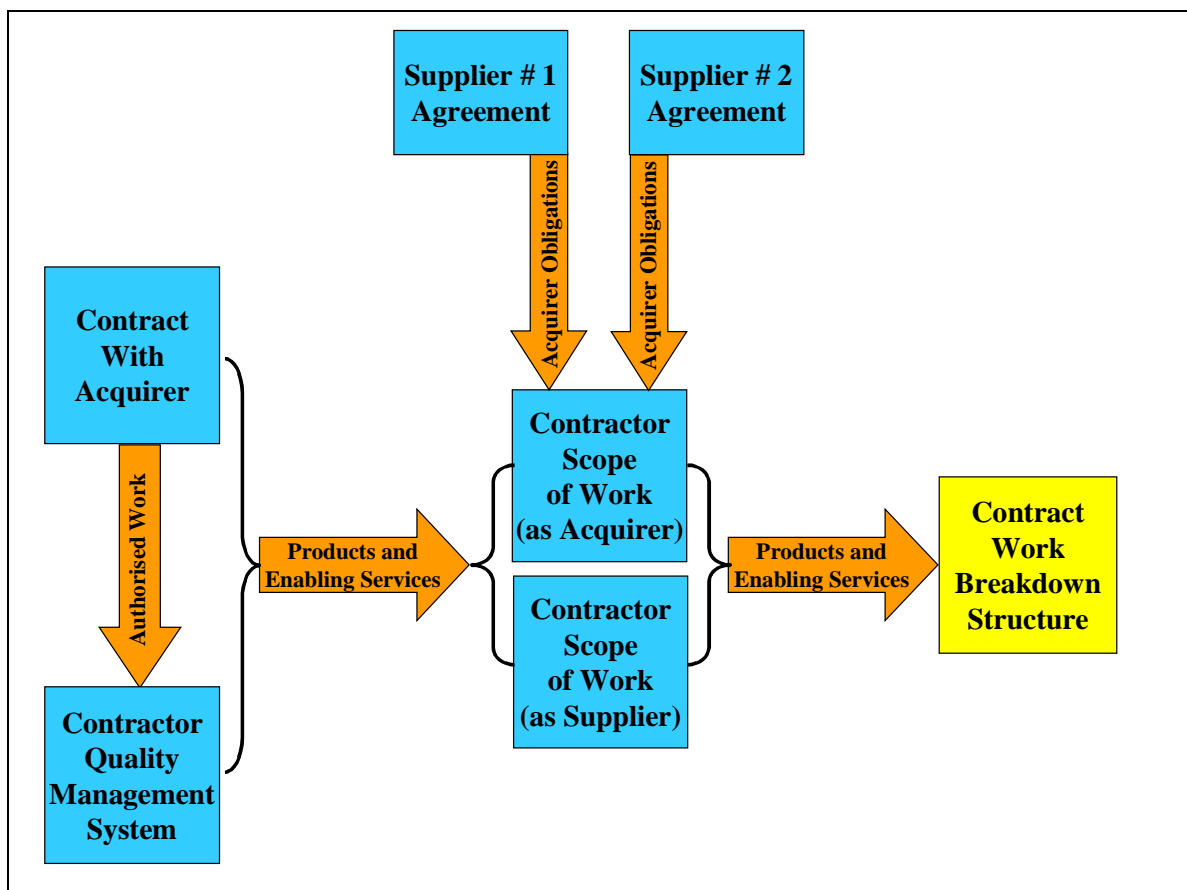 Supplier # 1
Agreement
Supplier # 2
Agreement
Acquirer Obligations
Acquirer Obligations
Contract
With
Acquirer
Authorised Work
Contractor
Quality
Management
System
Products and
Enabling Services
Contractor
Scope
of Work
(as Acquirer)
Contractor
Scope
of Work
(as Supplier)
Products and
Enabling Services
Contract
Work
Breakdown
Structure